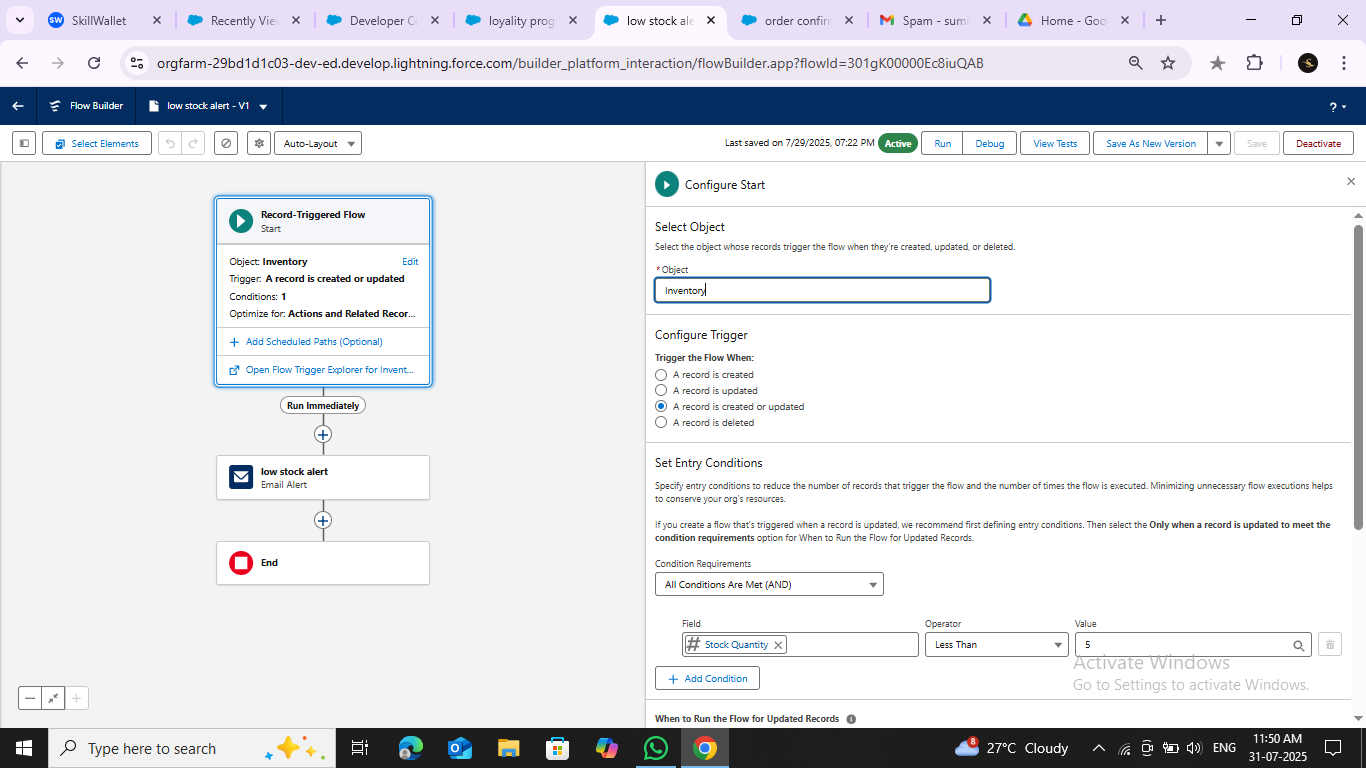 SW SkillWallet
Recently Vie
Developer C
loyality prog
low stock ale
order confir
Spam - sumi
Home - Goo
orgfarm-29bd1d1c03-dev-ed.develop.lightning.force.com/builder_platform_interaction/flowBuilder.app?flowId=301gK00000Ec8iuQAB
Flow Builder
low stock alert - V1
?
Select Elements
Auto-Layout
Last saved on 7/29/2025, 07:22 PM
Active
Run
Debug
View Tests
Save As New Version
Save
Deactivate
Record-Triggered Flow
Start
Object: Inventory
Edit
Trigger: A record is created or updated
Conditions: 1
Optimize for: Actions and Related Recor...
Add Scheduled Paths (Optional)
Open Flow Trigger Explorer for Invent...
Run Immediately
low stock alert
Email Alert
End
Configure Start
Select Object
Select the object whose records trigger the flow when they're created, updated, or deleted.
*Object
Inventory
Configure Trigger
Trigger the Flow When:
A record is created
A record is updated
A record is created or updated
A record is deleted
Set Entry Conditions
Specify entry conditions to reduce the number of records that trigger the flow and the number of times the flow is executed. Minimizing unnecessary flow executions helps
to conserve your org's resources.
If you create a flow that's triggered when a record is updated, we recommend first defining entry conditions. Then select the Only when a record is updated to meet the
condition requirements option for When to Run the Flow for Updated Records.
Condition Requirements
All Conditions Are Met (AND)
Field
Operator
Value
# Stock Quantity
Less Than
5
Add Condition
Activate Windows
Go to Settings to activate Windows.
When to Run the Flow for Updated Records
Type here to search
8
27°C Cloudy
ENG
11:50 AM
31-07-2025